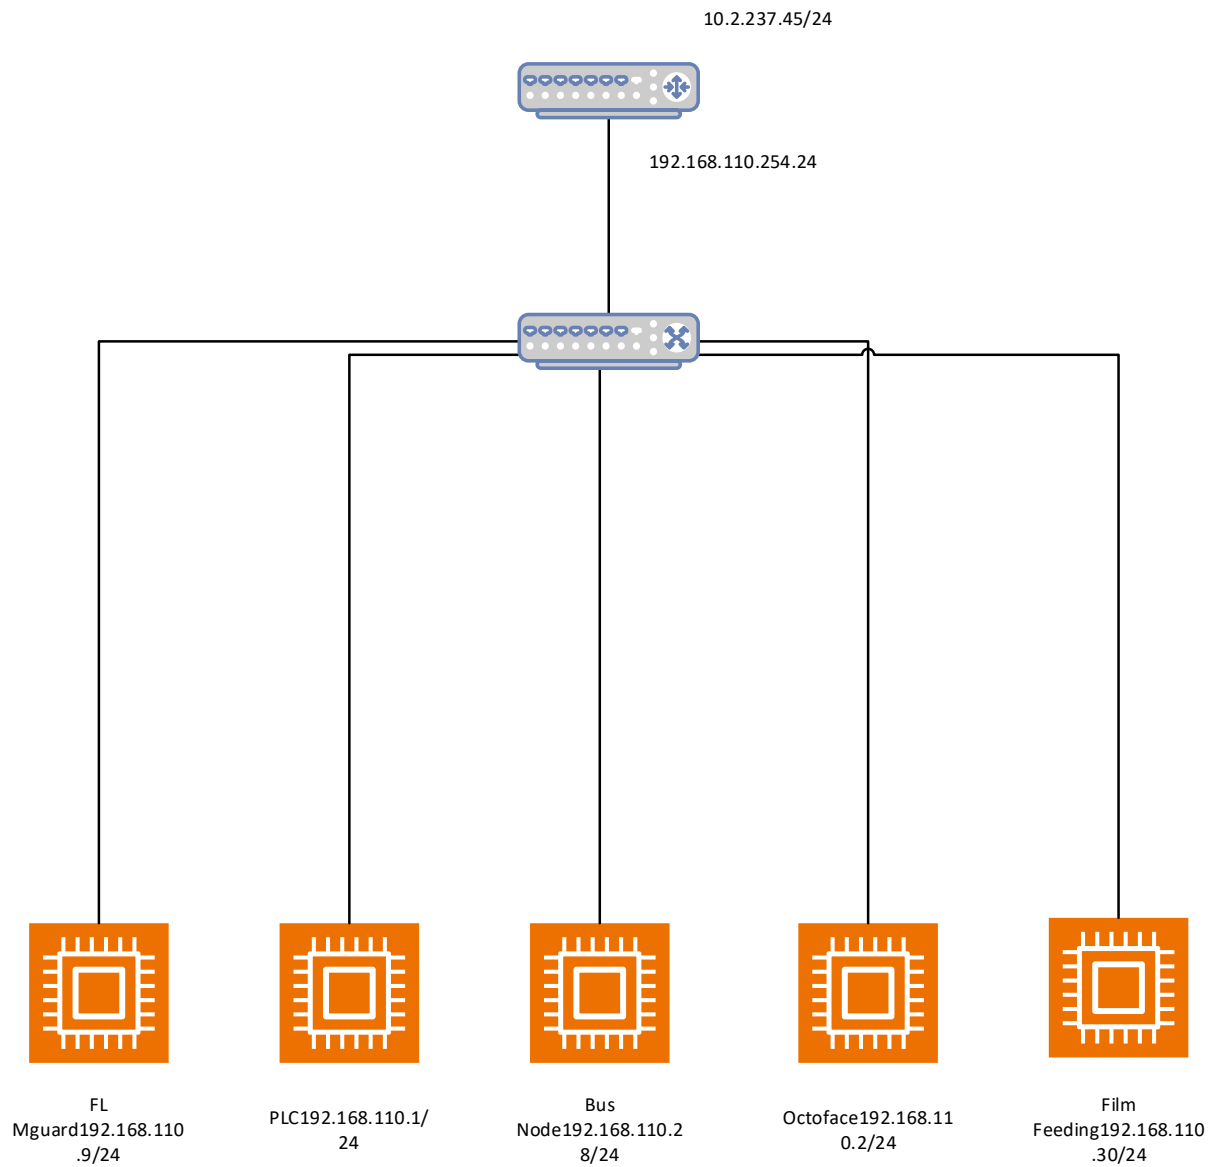 10.2.237.45/24
192.168.110.254.24
FL
Mguard192.168.110
.9/24
PLC192.168.110.1/
24
Bus
Node192.168.110.2
8/24
Octoface192.168.11
0.2/24
Film
Feeding192.168.110
.30/24